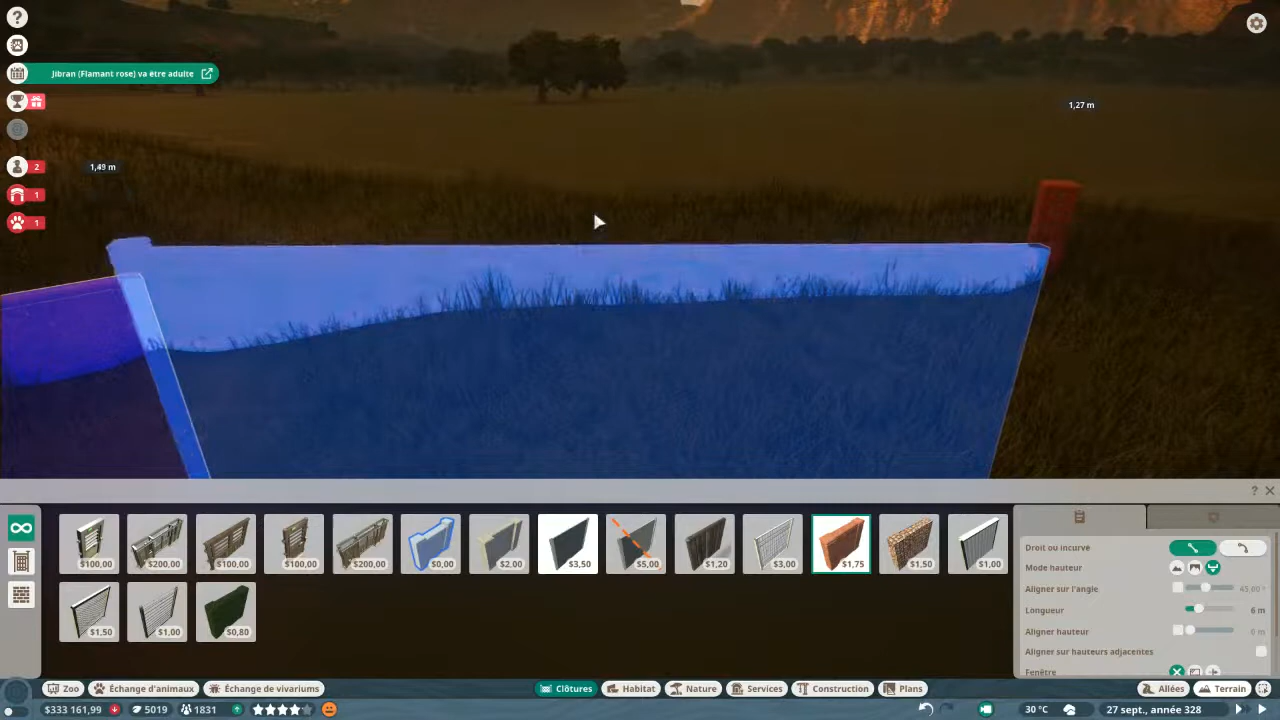 ?
Jibran (Flamant rose) va être adulte
1,27 m
1,49 m
2
1
1
?
$100,00
$200,00
$100,00
$100,00
$200,00
$0,00
$2.00
$3,50
$5,00
$1,20
$3,00
$1,75
$1,50
$1,00
$1,50
$1,00
$0,80
Droit ou incurvé
Mode hauteur
Aligner sur l'angle
45,00°
Longueur
6 m
Aligner hauteur
0 m
Aligner sur hauteurs adjacentes
Fenêtre
Zoo
Échange d'animaux
Échange de vivariums
Clôtures
Habitat
Nature
Services
Construction
Plans
Allées
Terrain
$333 161,99
5019
1831
30 °C
27 sept., année 328